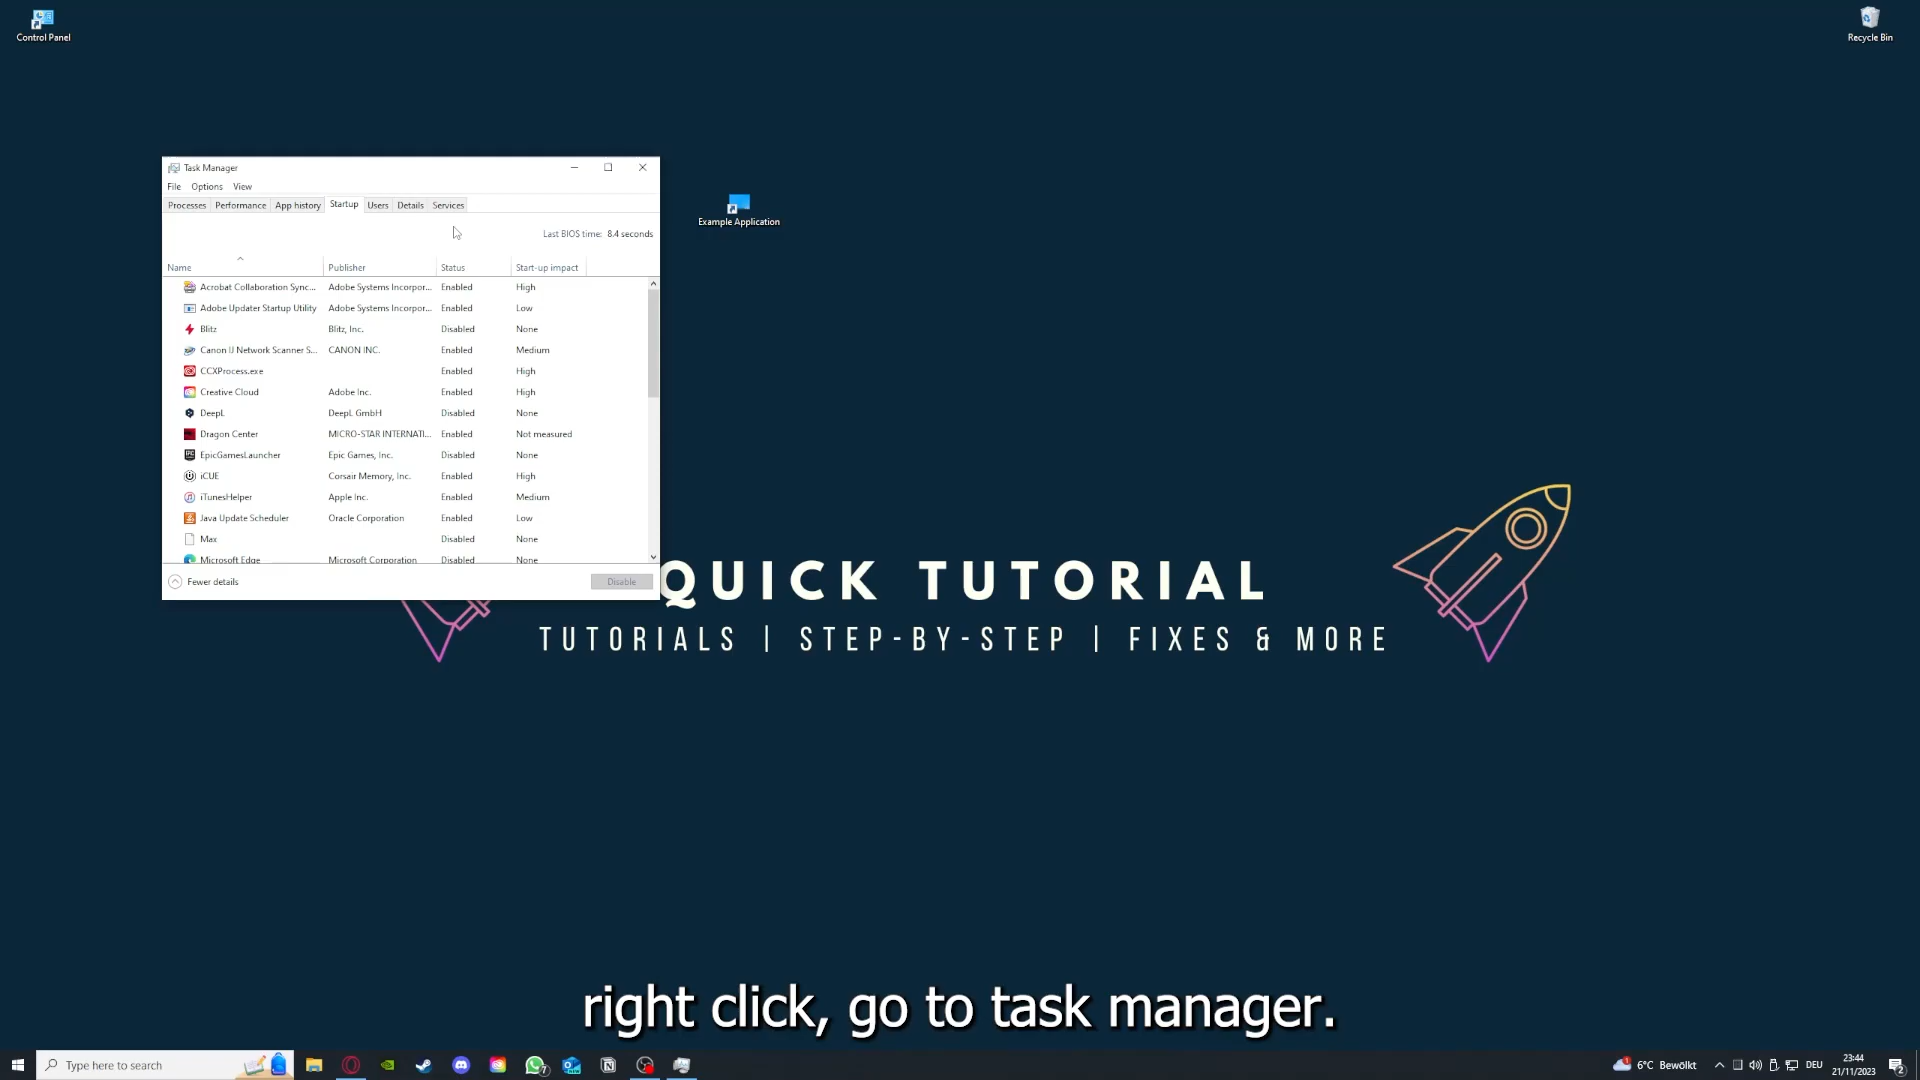 Control Panel
Recycle Bin
Task Manager
File Options View
Processes Performance App history Startup Users Details Services
Example Application
Last BIOS time: 8.4 seconds
Name Publisher Status Start-up impact
Acrobat Collaboration Sync... Adobe Systems Incorpor... Enabled High
Adobe Updater Startup Utility Adobe Systems Incorpor... Enabled Low
Blitz Blitz, Inc. Disabled None
Canon IJ Network Scanner S... CANON INC. Enabled Medium
CCXProcess.exe Enabled High
Creative Cloud Adobe Inc. Enabled High
DeepL DeepL GmbH Disabled None
Dragon Center MICRO-STAR INTERNATI... Enabled Not measured
EpicGamesLauncher Epic Games, Inc. Disabled None
iCUE Corsair Memory, Inc. Enabled High
iTunesHelper Apple Inc. Enabled Medium
Java Update Scheduler Oracle Corporation Enabled Low
Max Disabled None
Microsoft Edge Microsoft Corporation Disabled None
Fewer details Disable
QUICK TUTORIAL
TUTORIALS | STEP-BY-STEP | FIXES & MORE
right click, go to task manager.
Type here to search
7
1
6°C Bewölkt
DEU
23:44
21/11/2023
2